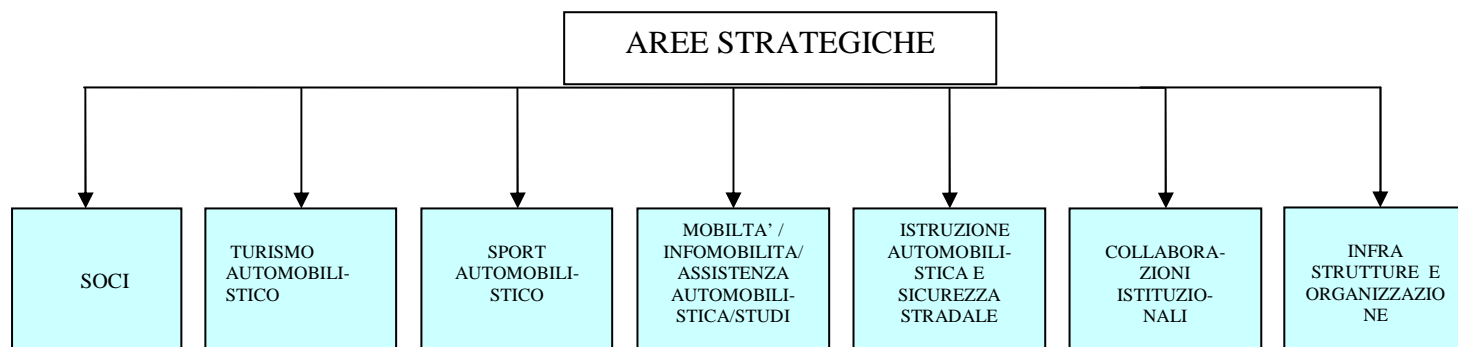 AREE STRATEGICHE
SOCI
TURISMO
AUTOMOBILI-
STICO
SPORT
AUTOMOBILI-
STICO
MOBILTA’ /
INFOMOBILITA/
ASSISTENZA
AUTOMOBILI-
STICA/STUDI
ISTRUZIONE
AUTOMOBILI-
STICA E
SICUREZZA
STRADALE
COLLABORA-
ZIONI
ISTITUZIO-
NALI
INFRA
STRUTTURE E
ORGANIZZAZIO
NE